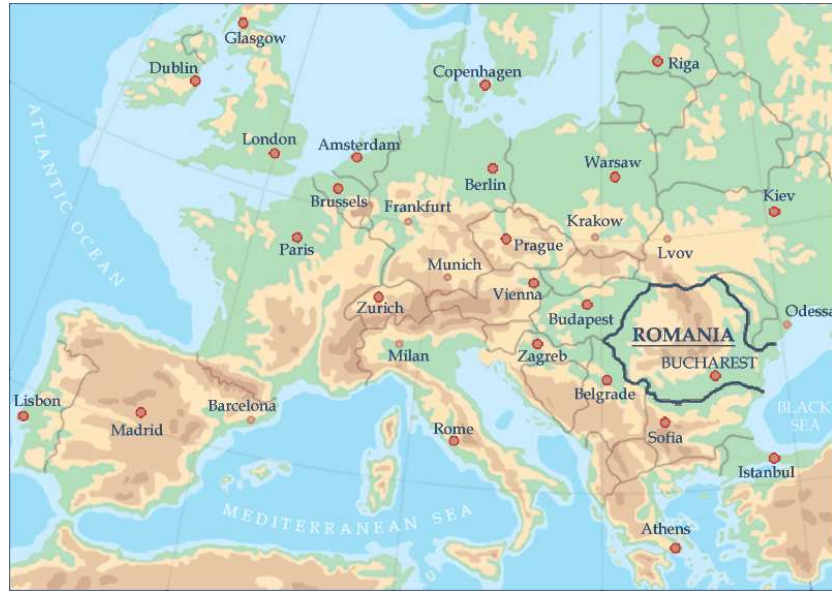 Glasgow
Dublin
Copenhagen
Riga
ATLANTIC OCEAN
London
Amsterdam
Berlin
Warsaw
Brussels
Frankfurt
Kiev
Paris
Prague
Krakow
Lvov
Munich
Vienna
Zurich
Budapest
Odessa
ROMANIA
Milan
Zagreb
BUCHAREST
Belgrade
Lisbon
Madrid
Barcelona
Rome
Sofia
BLACK
SEA
Istanbul
MEDITERRANEAN SEA
Athens